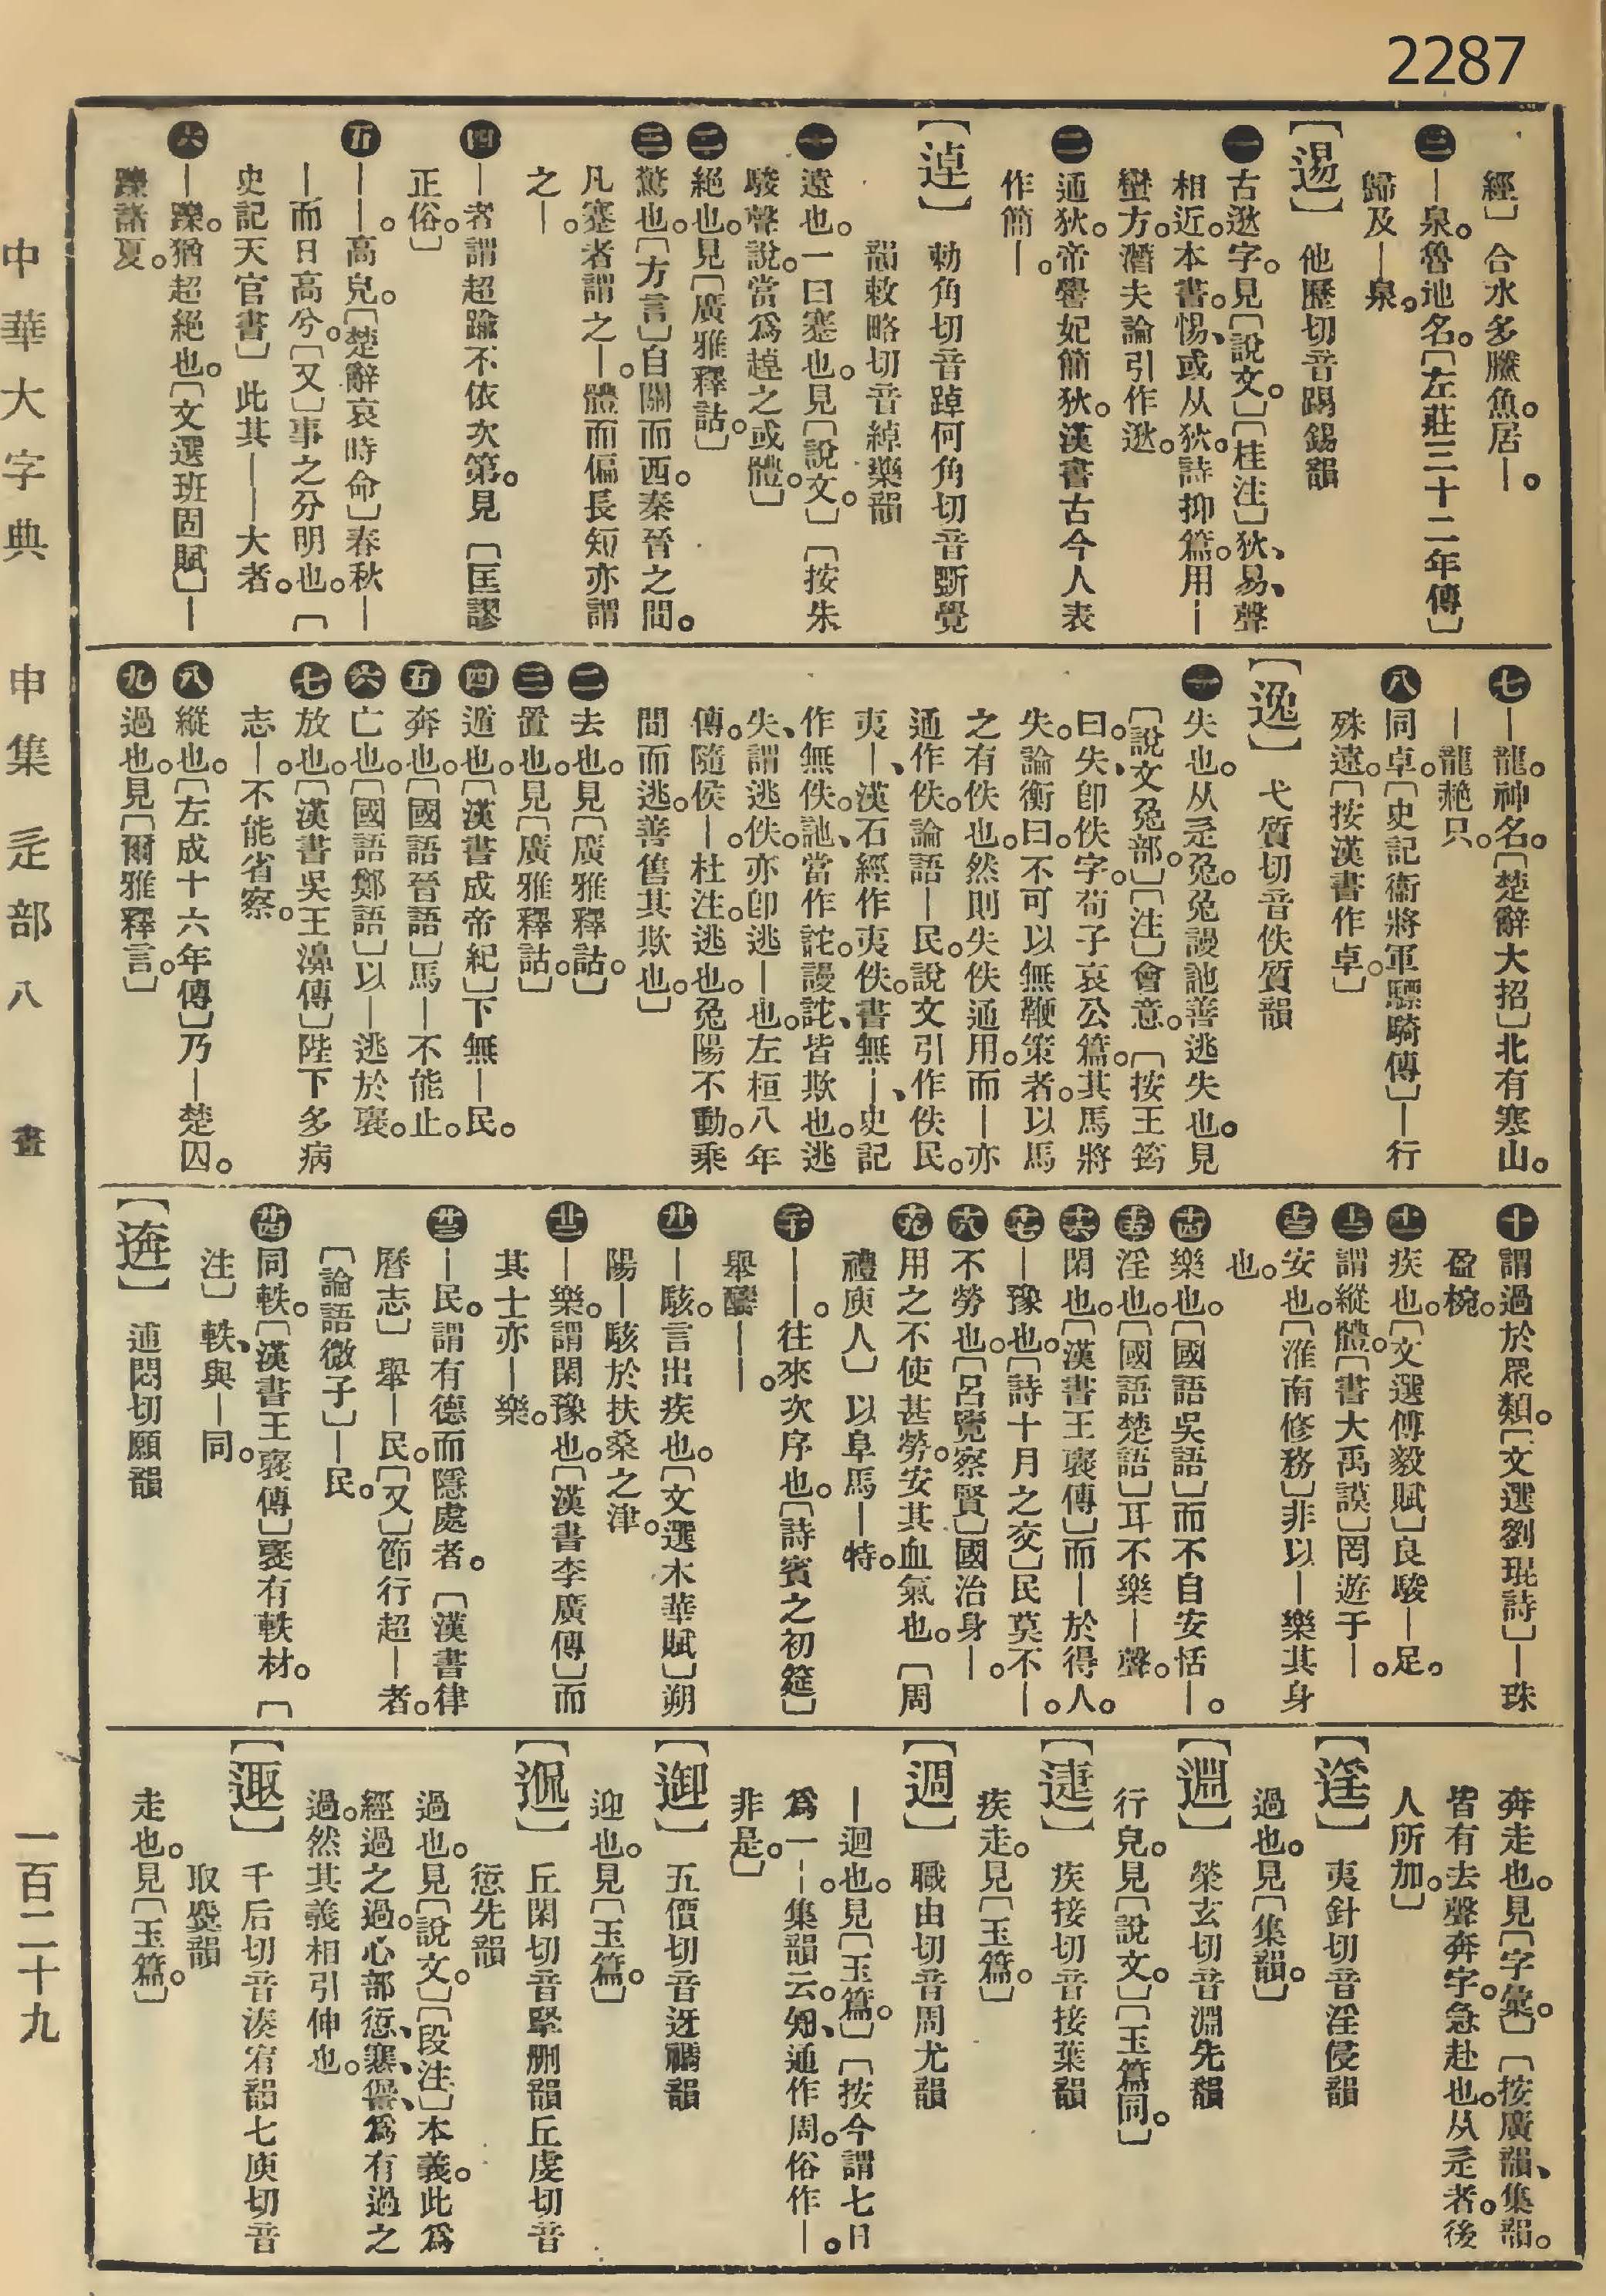 2287
經〕合水多臘魚。居｜。
㊂｜泉。魯地名。〔左莊三十二年傳〕
歸及｜泉。
【逷】他歷切音踢錫韻
㊀古逖字。見〔說文。〕〔桂注〕狄、易、聲
相近。本書。惕、或从狄。詩抑篇。用｜
蠻方。潛夫論引作逖。
㊁通狄。帝嚳妃簡狄。漢書古今人表
作簡｜。
【逴】敕角切音踔何角切音斵覺
韻敕略切音婥藥韻
㊀遠也。一曰蹇也。見〔說文。〕〔按朱
駿聲說。當爲趠之或體。〕
㊁絕也。見〔廣雅釋詁。〕
㊂驚也。〔方言〕自關而西。秦晉之間。
凡蹇者謂之｜。體而偏長短亦謂
之｜。
㊃｜者謂超踰不依次第。見〔匡謬
正俗。〕
㊄｜｜。高皃。〔楚辭哀時命〕春秋｜
｜而日高兮。〔又〕事之分明也。〔
史記天官書〕此其｜｜大者。
㊅｜躒。猶超絕也。〔文選班固賦〕｜
躒諸夏。
㊆｜龍。神名。〔楚辭大招〕北有寒山。
｜龍赩只。
㊇同卓。〔史記衞將軍驃騎傳〕｜行
殊遠。〔按漢書作卓。〕
【逸】弋質切音佚質韻
㊀失也。从辵兔。兔謾訑善逃失也。見
〔說文兔部。〕〔注〕會意。〔按王筠
曰。失、卽佚字。荀子哀公篇。其馬將
失。論衡曰。不可以無鞭策者。以馬
之有佚也。然則失佚通用。而｜亦
通作佚。論語｜民。說文引作佚民。
夷｜、漢石經作夷佚。書無｜、史記
作無佚。訑、當作詑。謾詑、皆欺也。逃
失、謂逃佚。亦卽逃｜也。左桓八年
傳。隨侯｜。杜注。逃也。兔陽不動。乘
間而逃。善售其欺也。〕
㊁去也。見〔廣雅釋詁。〕
㊂置也。見〔廣雅釋詁。〕
㊃遁也。〔漢書成帝紀〕下無｜民。
㊄奔也。〔國語晉語〕馬｜不能止。
㊅亡也。〔國語鄭語〕以｜逃於襃。
㊆放也。〔漢書吳王濞傳〕陛下多病
志｜。不能省察。
㊇縱也。〔左成十六年傳〕乃｜楚囚。
㊈過也。見〔爾雅釋言。〕
㊉謂過於眾類。〔文選劉琨詩〕｜珠
盈椀。
⑪疾也。〔文選傅毅賦〕良駿｜足。
⑫謂縱體。〔書大禹謨〕罔遊于｜。
⑬安也。〔淮南修務〕非以｜樂其身
也。
⑭樂也。〔國語吳語〕而不自安恬｜。
⑮淫也。〔國語楚語〕耳不樂｜聲。
⑯閑也。〔漢書王襃傳〕而｜於得人。
⑰｜豫也。〔詩十月之交〕民莫不｜。
⑱不勞也。〔呂覽察賢〕國治身｜。
⑲用之不使甚勞。安其血氣也。〔周
禮庾人〕以阜馬｜特。
⑳｜｜。往來次序也。〔詩賓之初筵〕
舉醻｜｜。
㉑｜駭。言出疾也。〔文選木華賦〕朔
陽｜駭於扶桑之津。
㉒｜樂。謂閑豫也。〔漢書李廣傳〕而
其士亦｜樂。
㉓｜民。謂有德而隱處者。〔漢書律
曆志〕舉｜民。〔又〕節行超｜者。
〔論語微子〕｜民。
㉔同軼。〔漢書王襃傳〕襃有軼材。〔
注〕軼、與｜同。
【逩】逋悶切願韻
奔走也。見〔字彙。〕〔按廣韻、集韻。
皆有去聲奔字。急赴也。从辵者。後
人所加。〕
【𨓜】夷針切音淫侵韻
過也。見〔集韻。〕
【𨔻】縈玄切音淵先韻
行皃。見〔說文。〕〔玉篇同。〕
【疌】疾接切音接葉韻
疾走。見〔玉篇。〕
【週】職由切音周尤韻
｜迴也。見〔玉篇。〕〔按今謂七日
爲一｜。集韻云。知、通作周。俗作｜。
非是。〕
【御】五價切音迓禡韻
迎也。見〔玉篇。〕
【𨓏】丘閑切音堅刪韻丘虔切音
愆先韻
過也。見〔說文。〕〔段注〕本義。此爲
經過之過。心部愆、寒、諐、爲有過之
過。然其義相引伸也。
【𨔛】千后切音湊宥韻七庾切音
取麌韻
走也。見〔玉篇。〕
中華大字典　申集　辵部　八　畫　一百二十九